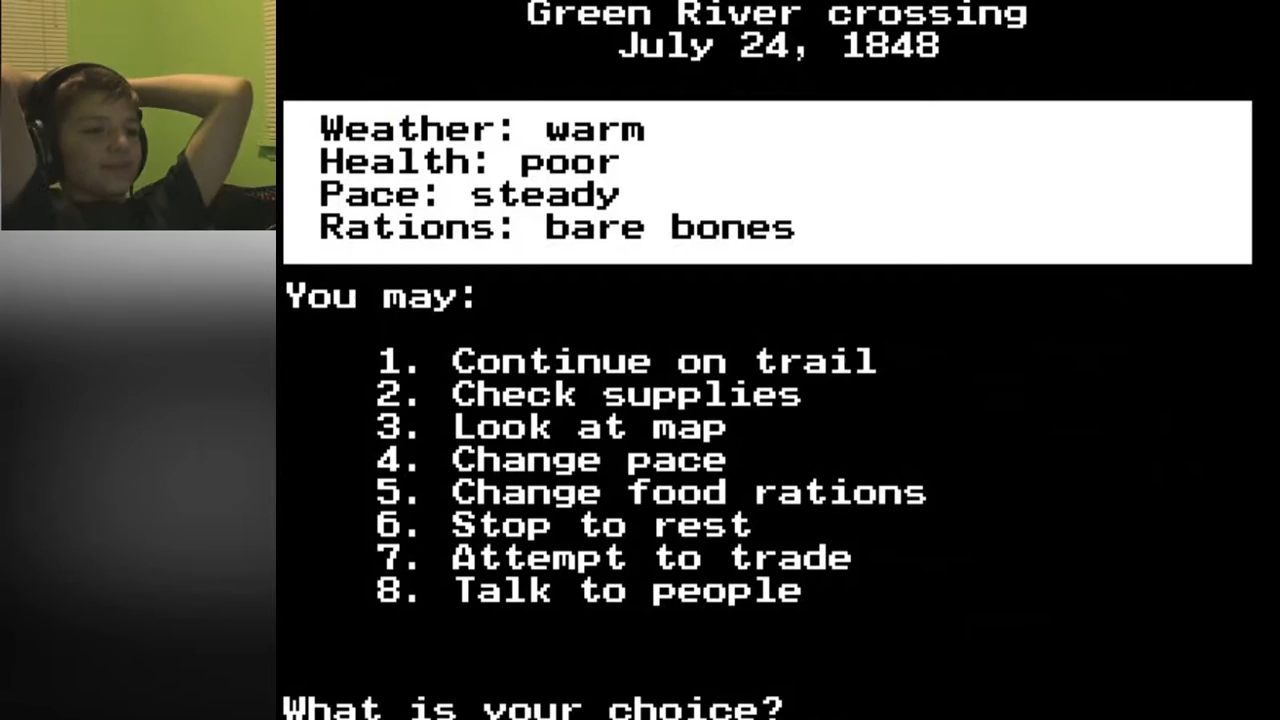 Green River crossing
July 24, 1848
Weather: warm
Health: poor
Pace: steady
Rations: bare bones
You may:
1. Continue on trail
2. Check supplies
3. Look at map
4. Change pace
5. Change food rations
6. Stop to rest
7. Attempt to trade
8. Talk to people
What is your choice?